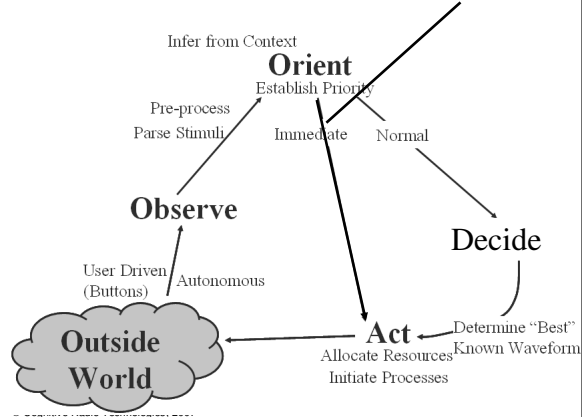 Infer from Context
Orient
Establish Priority
Pre-process
Parse Stimuli
Immediate
Normal
Observe
Decide
User Driven
(Buttons)
Autonomous
Outside
World
Act
Allocate Resources
Initiate Processes
Determine “Best”
Known Waveform